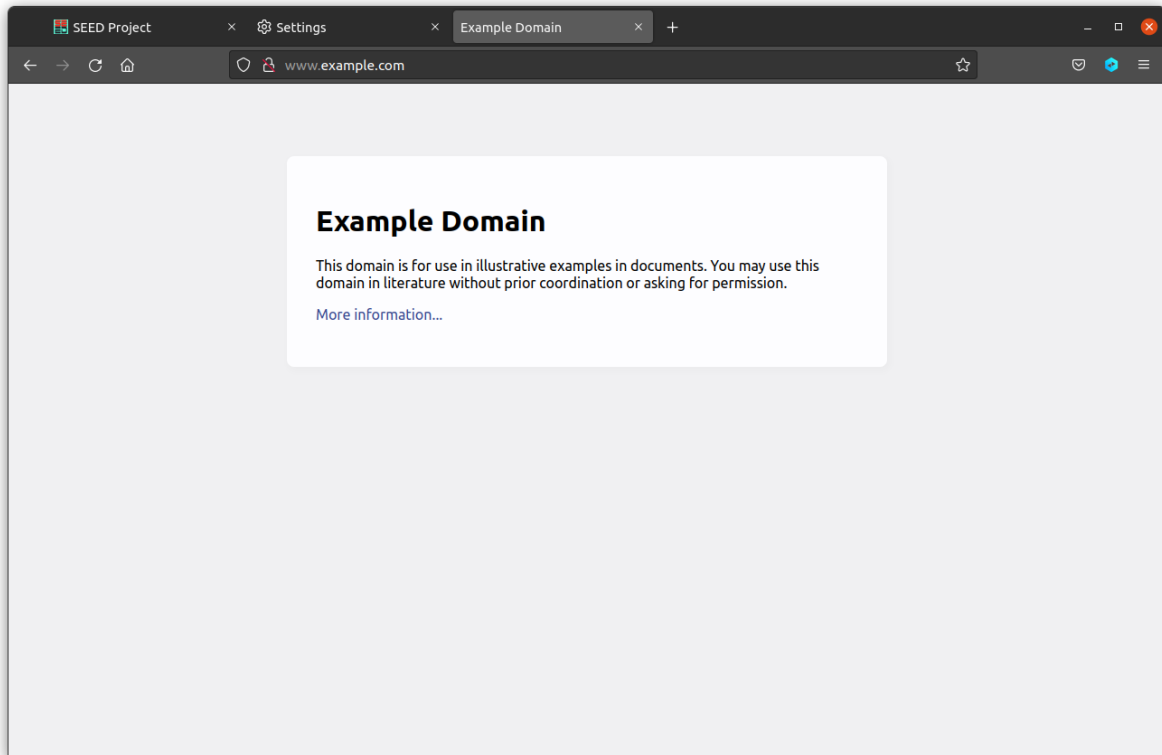 SEED Project
Settings
Example Domain
www.example.com
Example Domain
This domain is for use in illustrative examples in documents. You may use this
domain in literature without prior coordination or asking for permission.
More information...